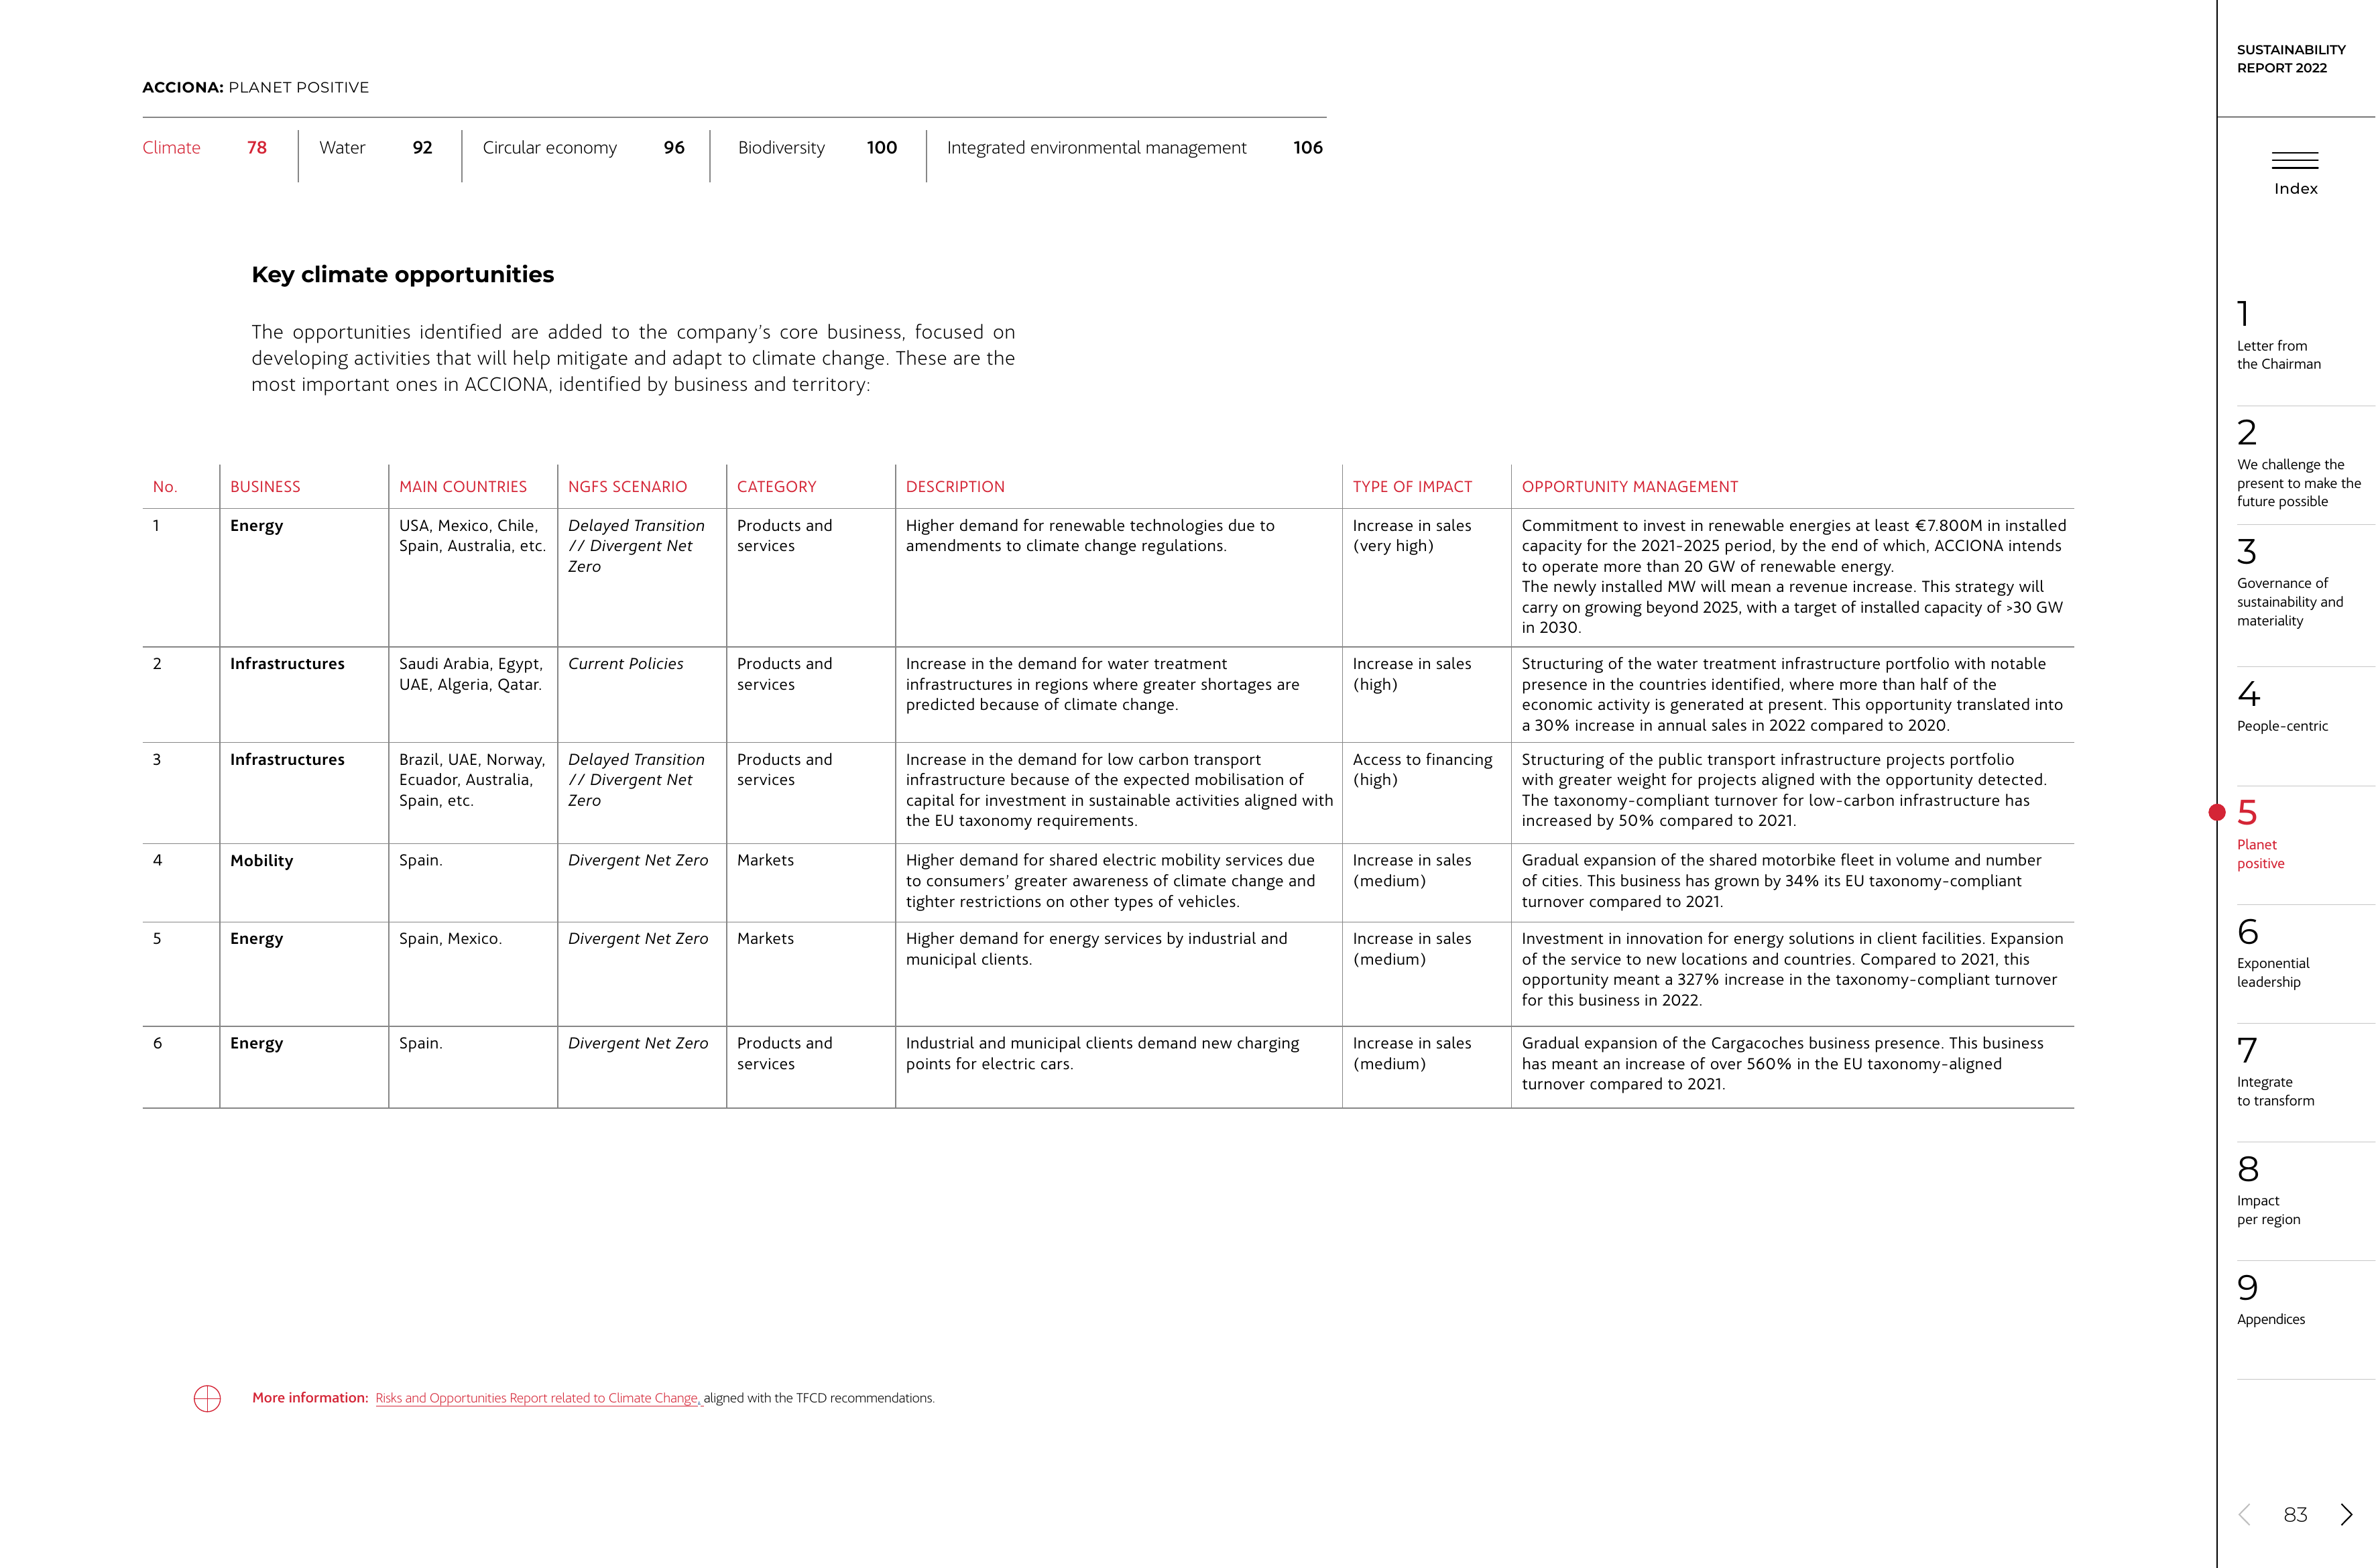 ACCIONA: PLANET POSITIVE
Climate 78 Water 92 Circular economy 96 Biodiversity 100 Integrated environmental management 106
Key climate opportunities
The opportunities identified are added to the company's core business, focused on
developing activities that will help mitigate and adapt to climate change. These are the
most important ones in ACCIONA, identified by business and territory:
No. BUSINESS MAIN COUNTRIES NGFS SCENARIO CATEGORY DESCRIPTION TYPE OF IMPACT OPPORTUNITY MANAGEMENT
1 Energy USA, Mexico, Chile, Delayed Transition Products and Higher demand for renewable technologies due to Increase in sales Commitment to invest in renewable energies at least €7.800M in installed
Spain, Australia, etc. // Divergent Net services amendments to climate change regulations. (very high) capacity for the 2021-2025 period, by the end of which, ACCIONA intends
Zero to operate more than 20 GW of renewable energy.
The newly installed MW will mean a revenue increase. This strategy will
carry on growing beyond 2025, with a target of installed capacity of >30 GW
in 2030.
2 Infrastructures Saudi Arabia, Egypt, Current Policies Products and Increase in the demand for water treatment Increase in sales Structuring of the water treatment infrastructure portfolio with notable
UAE, Algeria, Qatar. services infrastructures in regions where greater shortages are (high) presence in the countries identified, where more than half of the
predicted because of climate change. economic activity is generated at present. This opportunity translated into
a 30% increase in annual sales in 2022 compared to 2020.
3 Infrastructures Brazil, UAE, Norway, Delayed Transition Products and Increase in the demand for low carbon transport Access to financing Structuring of the public transport infrastructure projects portfolio
Ecuador, Australia, // Divergent Net services infrastructure because of the expected mobilisation of (high) with greater weight for projects aligned with the opportunity detected.
Spain, etc. Zero capital for investment in sustainable activities aligned with The taxonomy-compliant turnover for low-carbon infrastructure has
the EU taxonomy requirements. increased by 50% compared to 2021.
4 Mobility Spain. Divergent Net Zero Markets Higher demand for shared electric mobility services due Increase in sales Gradual expansion of the shared motorbike fleet in volume and number
to consumers' greater awareness of climate change and (medium) of cities. This business has grown by 34% its EU taxonomy-compliant
tighter restrictions on other types of vehicles. turnover compared to 2021.
5 Energy Spain, Mexico. Divergent Net Zero Markets Higher demand for energy services by industrial and Increase in sales Investment in innovation for energy solutions in client facilities. Expansion
municipal clients. (medium) of the service to new locations and countries. Compared to 2021, this
opportunity meant a 327% increase in the taxonomy-compliant turnover
for this business in 2022.
6 Energy Spain. Divergent Net Zero Products and Industrial and municipal clients demand new charging Increase in sales Gradual expansion of the Cargacoches business presence. This business
services points for electric cars. (medium) has meant an increase of over 560% in the EU taxonomy-aligned
turnover compared to 2021.
More information: Risks and Opportunities Report related to Climate Change, aligned with the TFCD recommendations.
SUSTAINABILITY
REPORT 2022
Index
1
Letter from
the Chairman
2
We challenge the
present to make the
future possible
3
Governance of
sustainability and
materiality
4
People-centric
5
Planet
positive
6
Exponential
leadership
7
Integrate
to transform
8
Impact
per region
9
Appendices
83